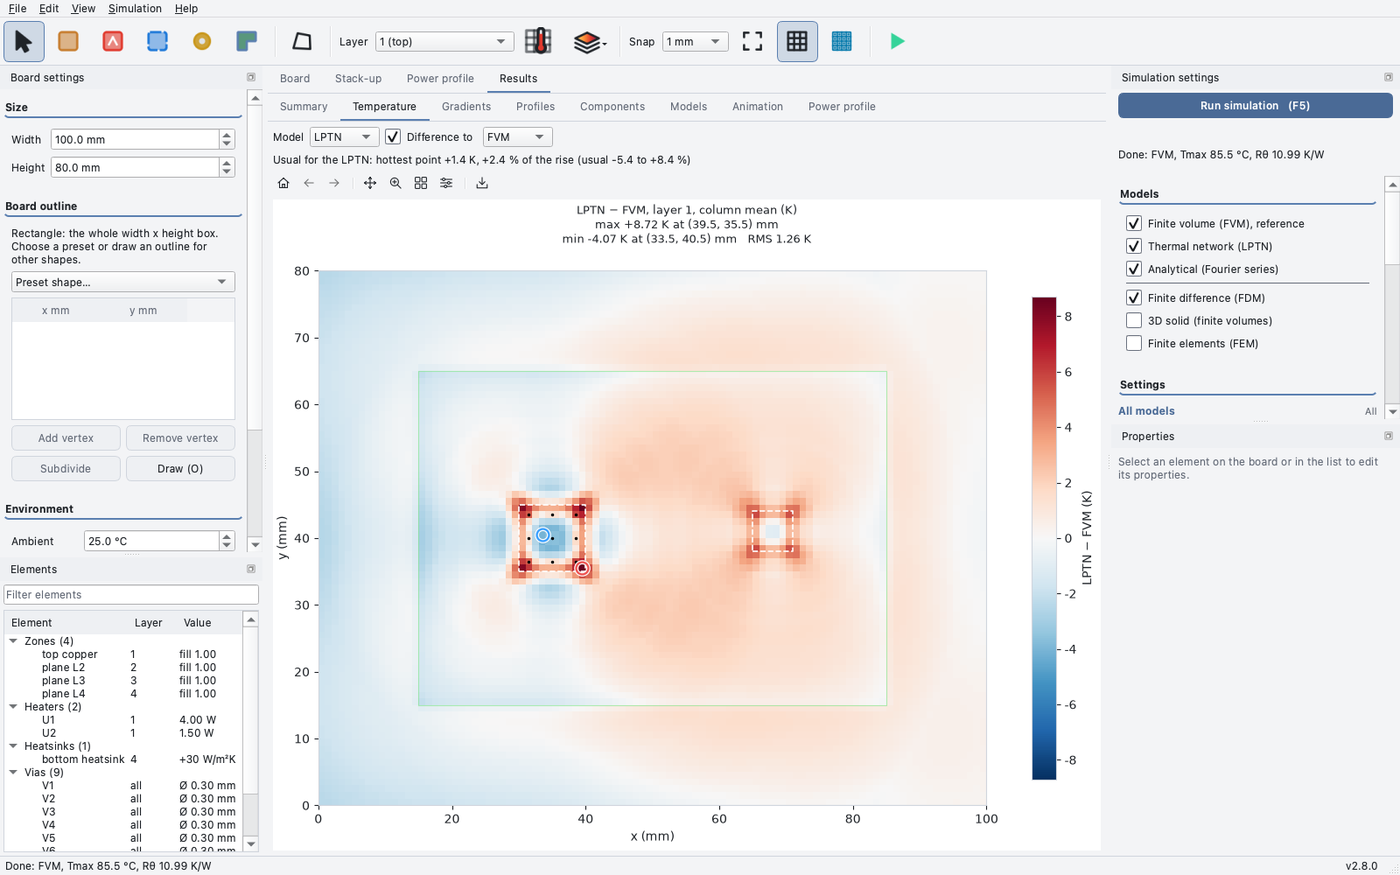 File Edit View Simulation Help
Layer 1 (top) Snap 1 mm
Board settings
Size
Width 100.0 mm
Height 80.0 mm
Board outline
Rectangle: the whole width x height box.
Choose a preset or draw an outline for
other shapes.
Preset shape...
x mm y mm
Add vertex Remove vertex
Subdivide Draw (O)
Environment
Ambient 25.0 °C
Elements
Filter elements
Element Layer Value
Zones (4)
top copper 1 fill 1.00
plane L2 2 fill 1.00
plane L3 3 fill 1.00
plane L4 4 fill 1.00
Heaters (2)
U1 1 4.00 W
U2 1 1.50 W
Heatsinks (1)
bottom heatsink 4 +30 W/m²K
Vias (9)
V1 all Ø 0.30 mm
V2 all Ø 0.30 mm
V3 all Ø 0.30 mm
V4 all Ø 0.30 mm
V5 all Ø 0.30 mm
V6 all Ø 0.30 mm
Board Stack-up Power profile Results
Summary Temperature Gradients Profiles Components Models Animation Power profile
Model LPTN Difference to FVM
Usual for the LPTN: hottest point +1.4 K, +2.4 % of the rise (usual -5.4 to +8.4 %)
LPTN − FVM, layer 1, column mean (K)
max +8.72 K at (39.5, 35.5) mm
min -4.07 K at (33.5, 40.5) mm RMS 1.26 K
80
70
60
50
40
30
20
10
0
y (mm)
0 20 40 60 80 100
x (mm)
8
6
4
2
0
-2
-4
-6
-8
LPTN − FVM (K)
Simulation settings
Run simulation (F5)
Done: FVM, Tmax 85.5 °C, Rθ 10.99 K/W
Models
Finite volume (FVM), reference
Thermal network (LPTN)
Analytical (Fourier series)
Finite difference (FDM)
3D solid (finite volumes)
Finite elements (FEM)
Settings
All models All
Properties
Select an element on the board or in the list to edit
its properties.
Done: FVM, Tmax 85.5 °C, Rθ 10.99 K/W
v2.8.0